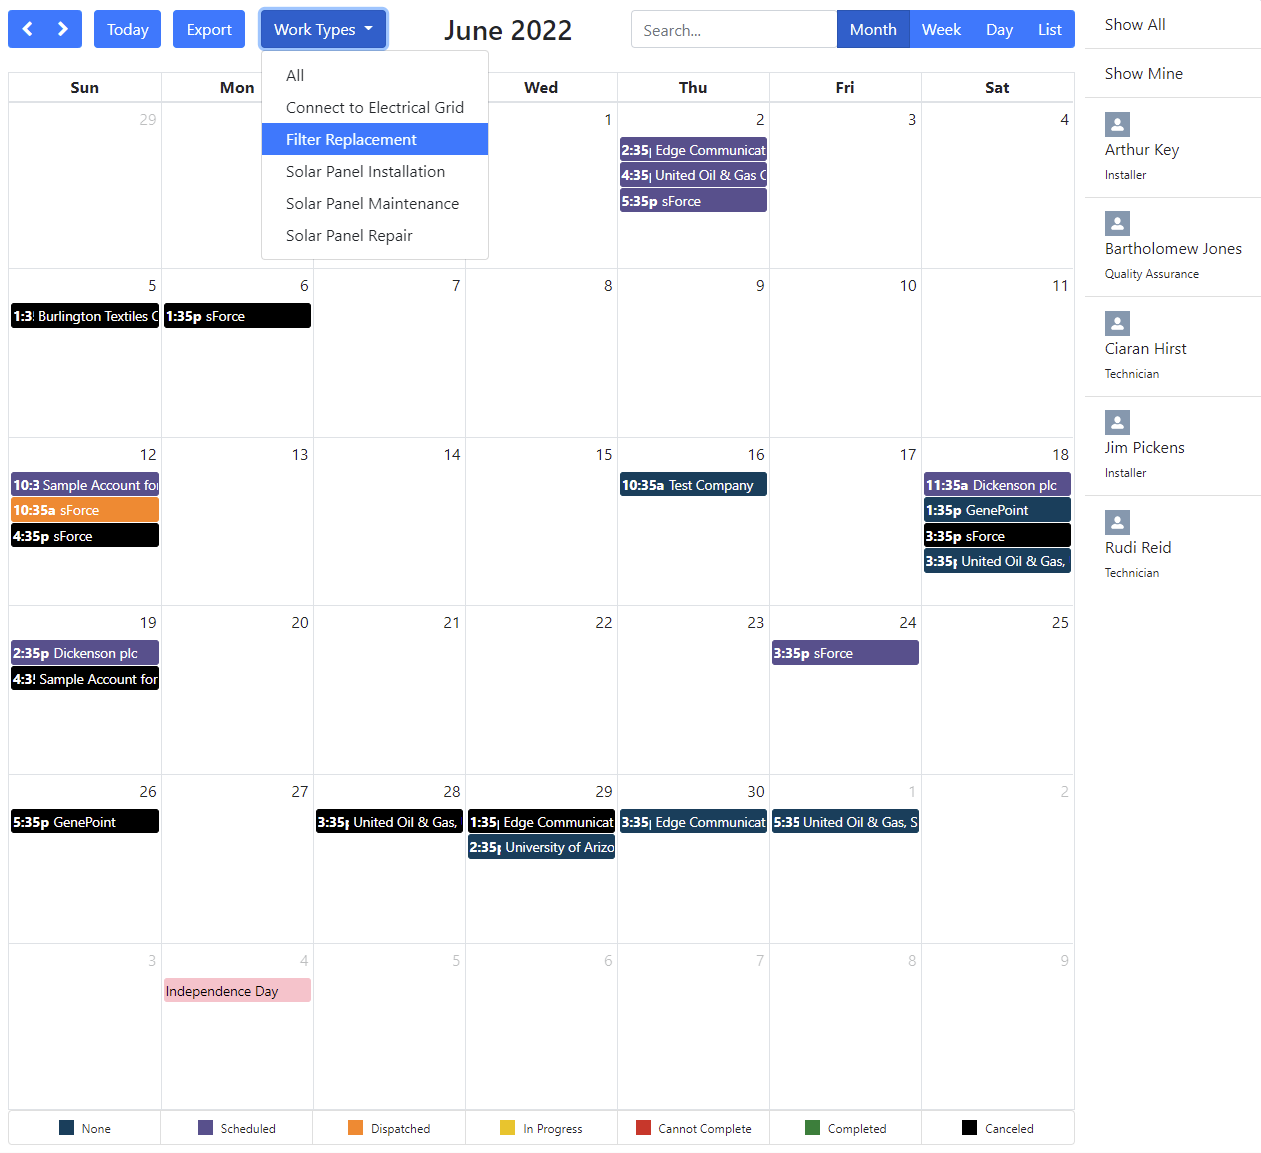 Today Export Work Types June 2022 Search... Month Week Day List
All
Connect to Electrical Grid
Filter Replacement
Solar Panel Installation
Solar Panel Maintenance
Solar Panel Repair
Sun Mon Wed Thu Fri Sat
29 1 2 3 4
2:35p Edge Communicat
4:35p United Oil & Gas C
5:35p sForce
5 6 7 8 9 10 11
1:3 Burlington Textiles C
1:35p sForce
12 13 14 15 16 17 18
10:3 Sample Account for
10:35a sForce
4:35p sForce
10:35a Test Company
11:35a Dickenson plc
1:35p GenePoint
3:35p sForce
3:35p United Oil & Gas,
19 20 21 22 23 24 25
2:35p Dickenson plc
4:3 Sample Account for
3:35p sForce
26 27 28 29 30 1 2
5:35p GenePoint
3:35p United Oil & Gas,
1:35p Edge Communicat
2:35p University of Arizo
3:35p Edge Communicat
5:35 United Oil & Gas, S
3 4 5 6 7 8 9
Independence Day
None Scheduled Dispatched In Progress Cannot Complete Completed Canceled
Show All
Show Mine
Arthur Key
Installer
Bartholomew Jones
Quality Assurance
Ciaran Hirst
Technician
Jim Pickens
Installer
Rudi Reid
Technician